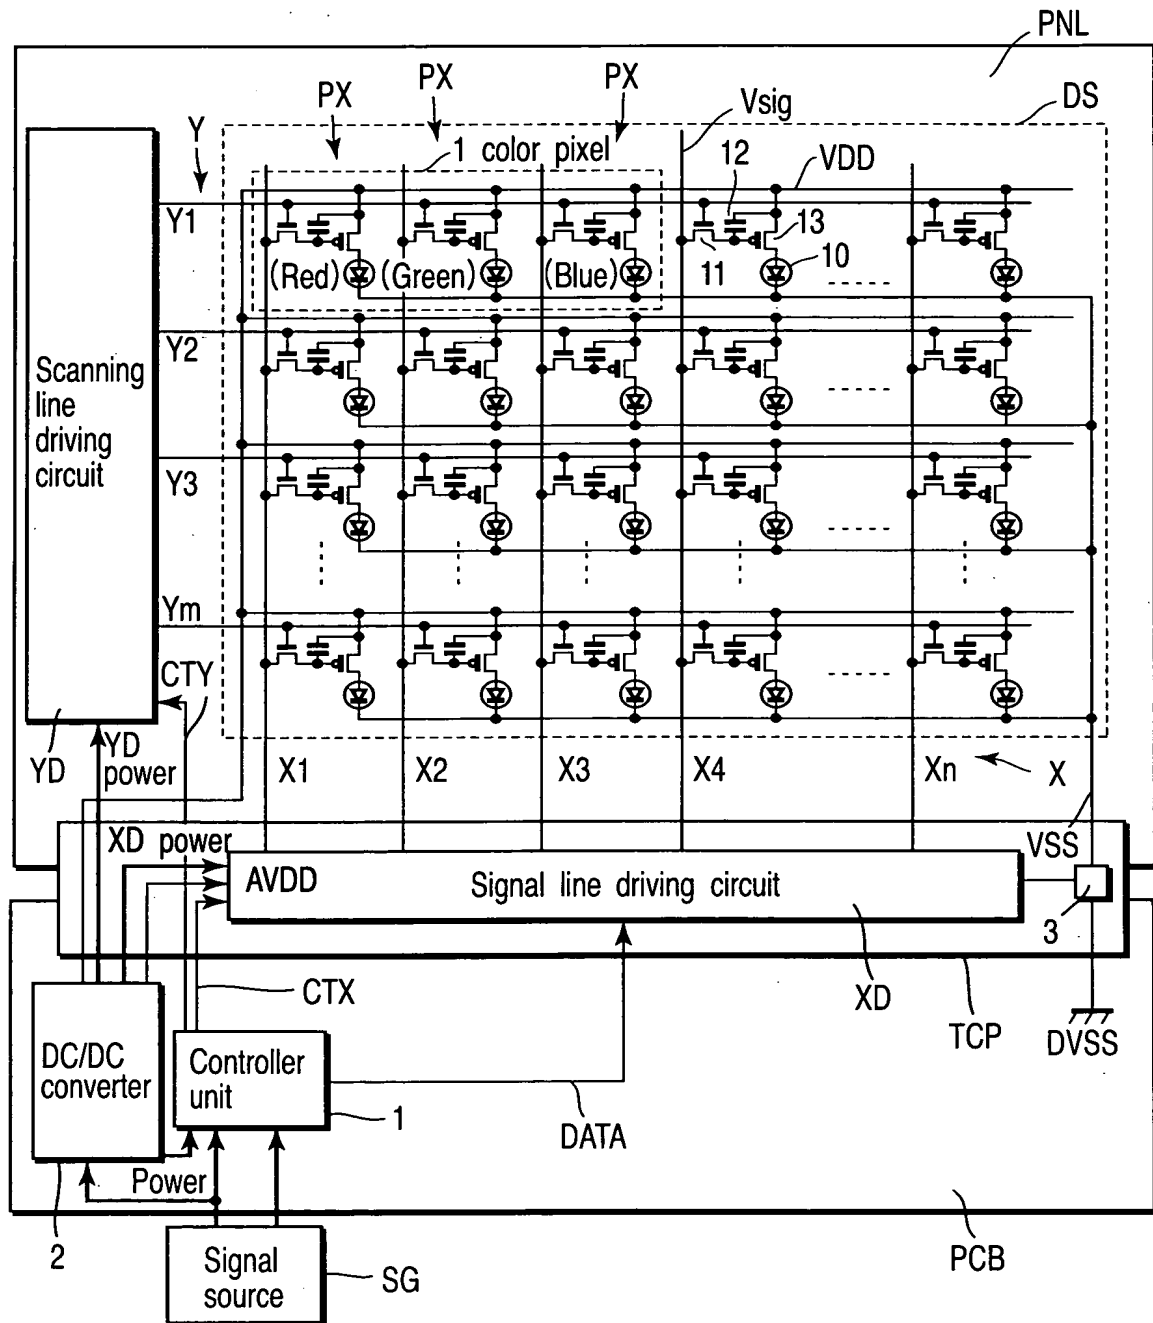 PNL
PX
PX
PX
Vsig
DS
Y
1 color pixel
12
VDD
Y1
13
11
10
(Red)
(Green)
(Blue)
Y2
Scanning
line
driving
circuit
Y3
Ym
CTY
YD
YD
power
X1
X2
X3
X4
Xn
X
XD power
VSS
AVDD
Signal line driving circuit
3
CTX
XD
TCP
DVSS
DC/DC
converter
Controller
unit
1
DATA
Power
2
Signal
source
SG
PCB